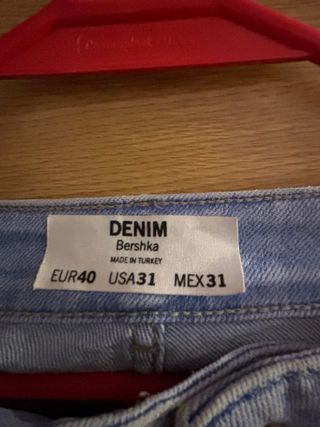 DENIM
Bershka
MADE IN TURKEY
EUR40 USA31 MEX31